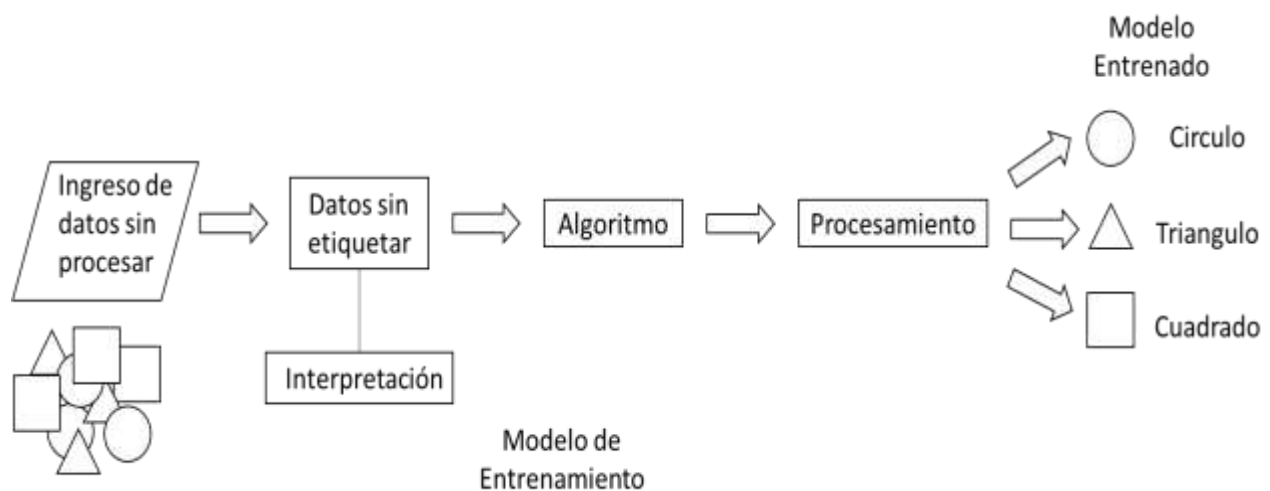 Ingreso de
datos sin
procesar
Datos sin
etiquetar
Interpretación
Algoritmo
Procesamiento
Modelo
Entrenado
Circulo
Triangulo
Cuadrado
Modelo de
Entrenamiento